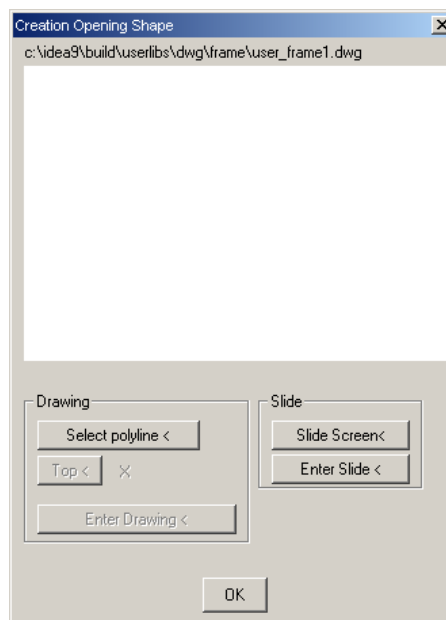 Creation Opening Shape
c:\idea9\build\userlibs\dwg\frame\user_frame1.dwg
Drawing
Select polyline <
Top < X
Enter Drawing <
Slide
Slide Screen<
Enter Slide <
OK